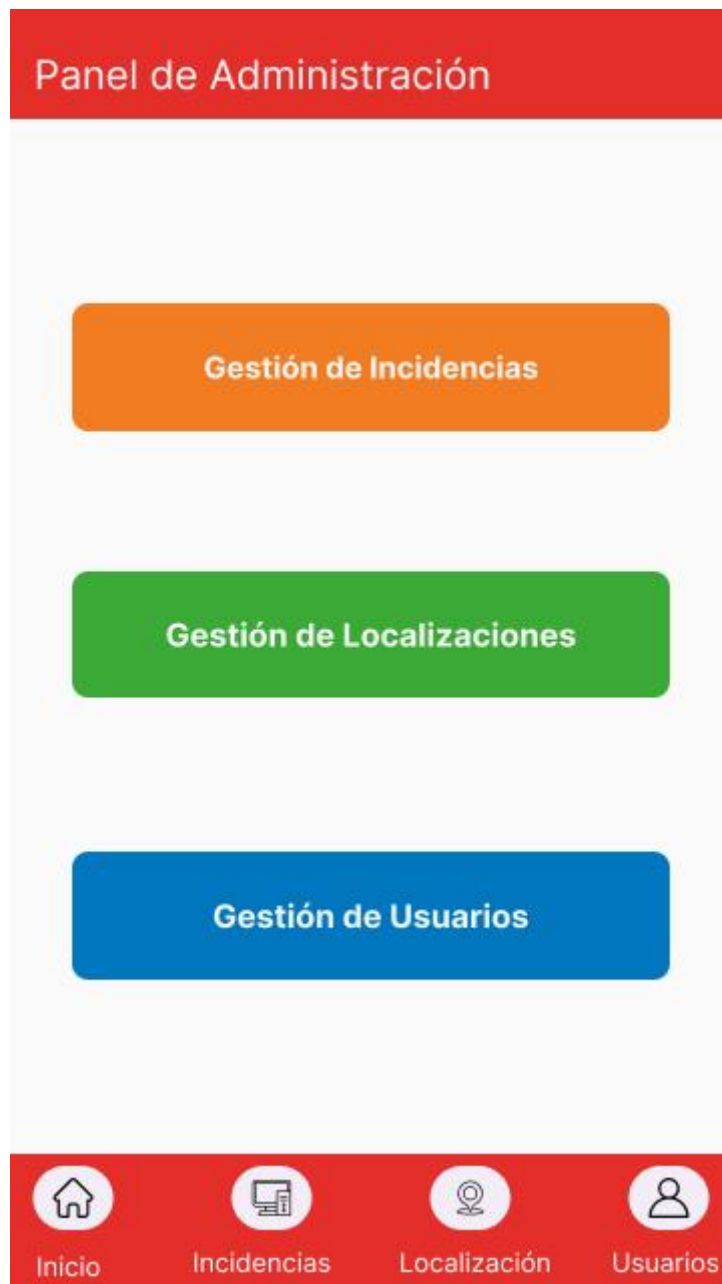 Panel de Administración
Gestión de Incidencias
Gestión de Localizaciones
Gestión de Usuarios
Inicio
Incidencias
Localización
Usuarios